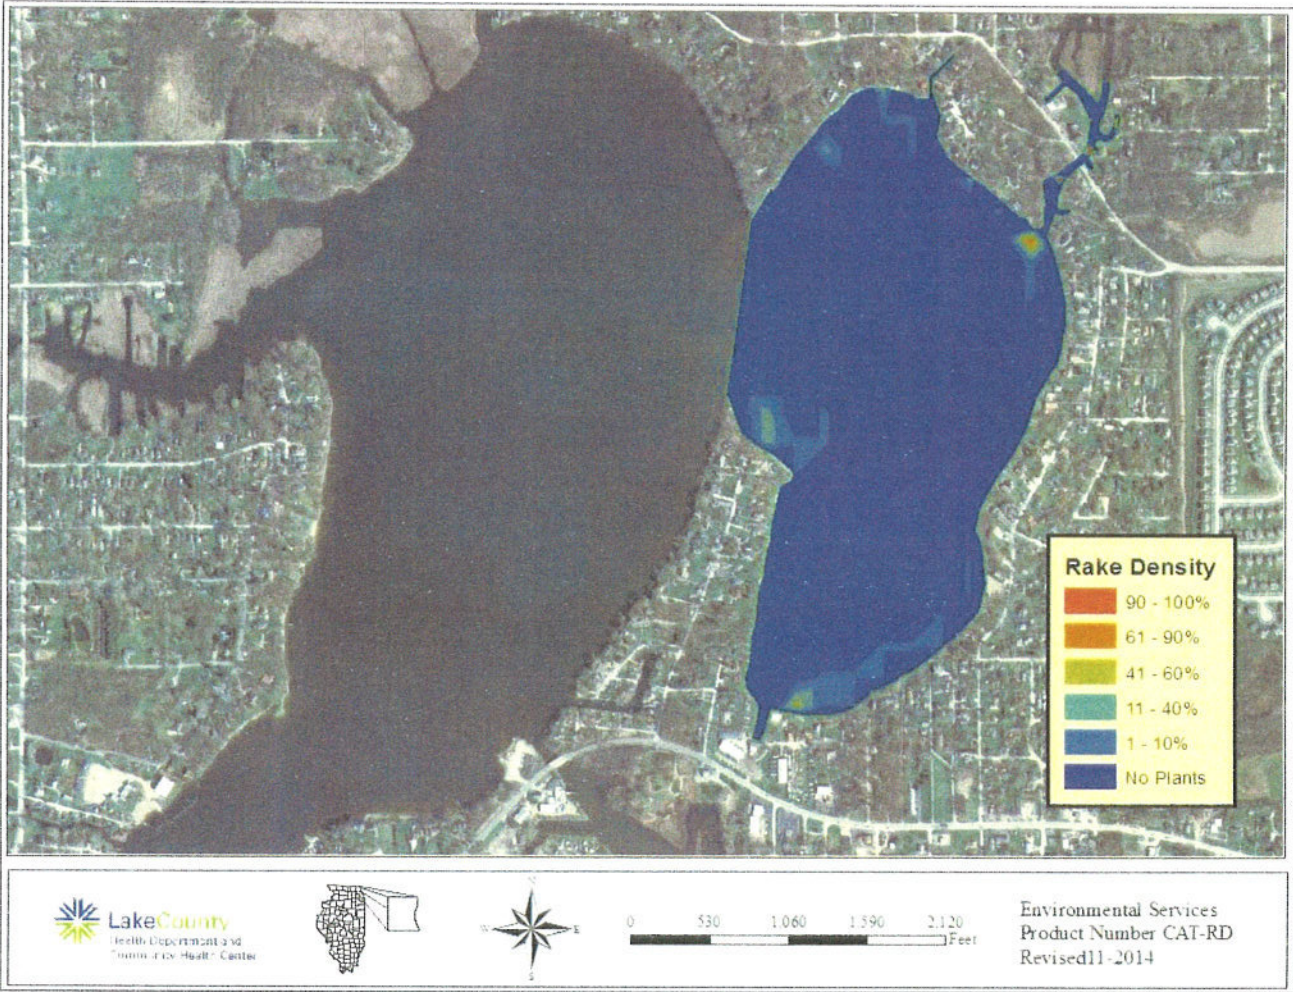 Rake Density
90 - 100%
61 - 90%
41 - 60%
11 - 40%
1 - 10%
No Plants
LakeCounty
Health Department and
Community Health Center
N
W
E
S
0 530 1,060 1,590 2,120
Feet
Environmental Services
Product Number CAT-RD
Revised11-2014